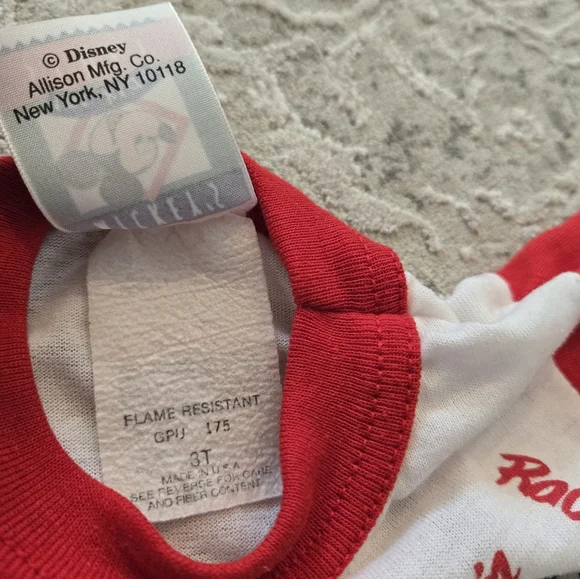 © Disney
Allison Mfg. Co.
New York, NY 10118
FLAME RESISTANT
GPU 175
3T
MADE IN U.S.A.
SEE REVERSE FOR CARE
AND FIBER CONTENT